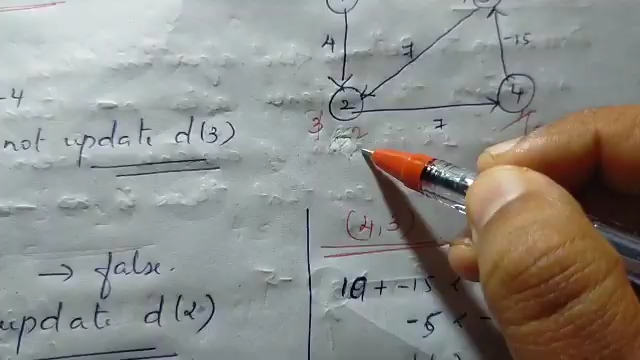 4
7
-15
2
4
-4
7
3
2
not update d(3)
(4,3)
→ false.
10 + -15 <
-5 < -
update d(2)